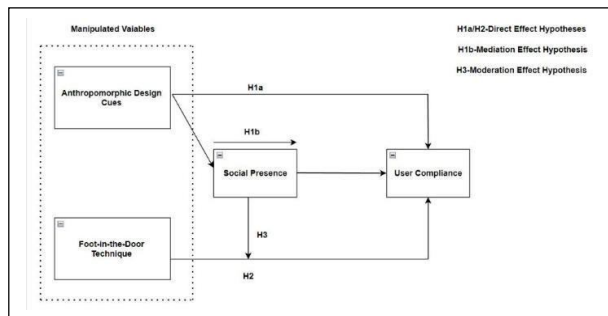 Manipulated Vaiables
H1a/H2-Direct Effect Hypotheses
H1b-Mediation Effect Hypothesis
H3-Moderation Effect Hypothesis
Anthropomorphic Design
Cues
H1a
H1b
Social Presence
User Compliance
H3
Foot-in-the-Door
Technique
H2